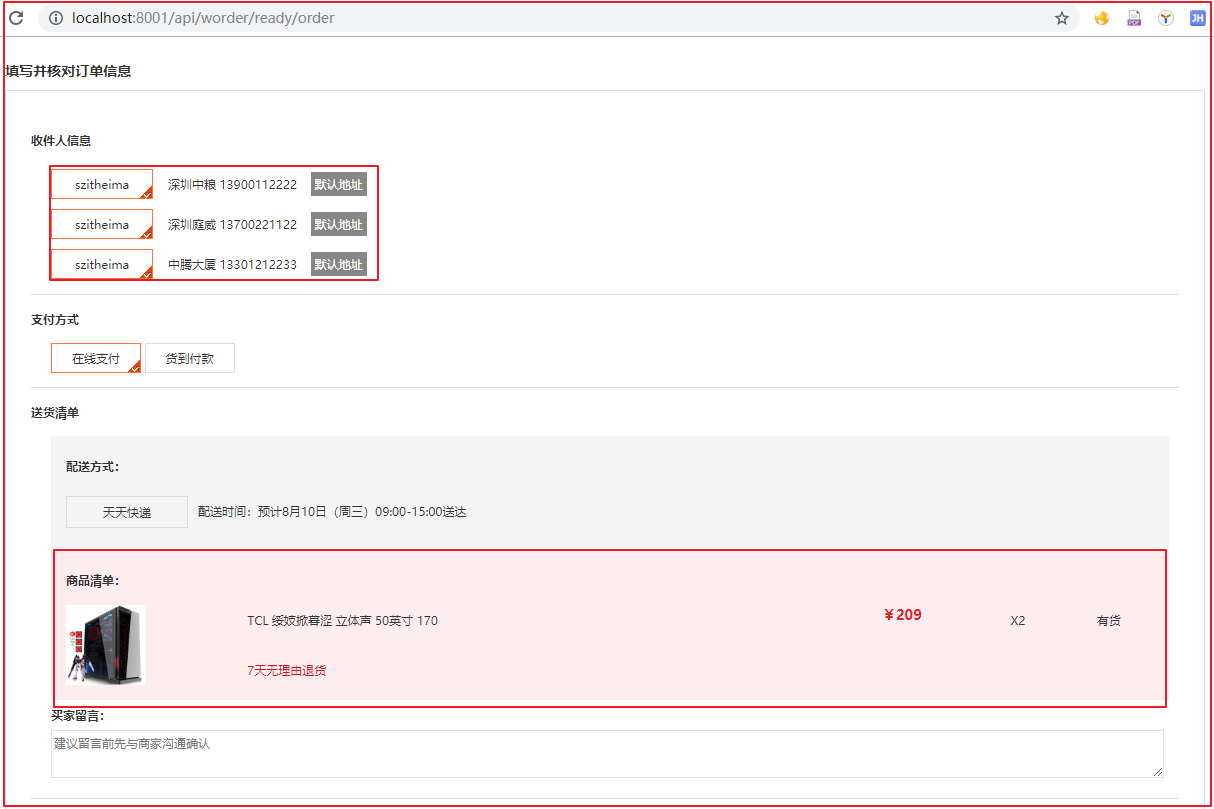 localhost:8001/api/worder/ready/order
填写并核对订单信息
收件人信息
szitheima 深圳中粮 13900112222 默认地址
szitheima 深圳庭威 13700221122 默认地址
szitheima 中腾大厦 13301212233 默认地址
支付方式
在线支付 货到付款
送货清单
配送方式：
天天快递 配送时间：预计8月10日（周三）09:00-15:00送达
商品清单：
TCL 绥姣掀暮涩 立体声 50英寸 170 ￥209 X2 有货
7天无理由退货
买家留言：
建议留言前先与商家沟通确认